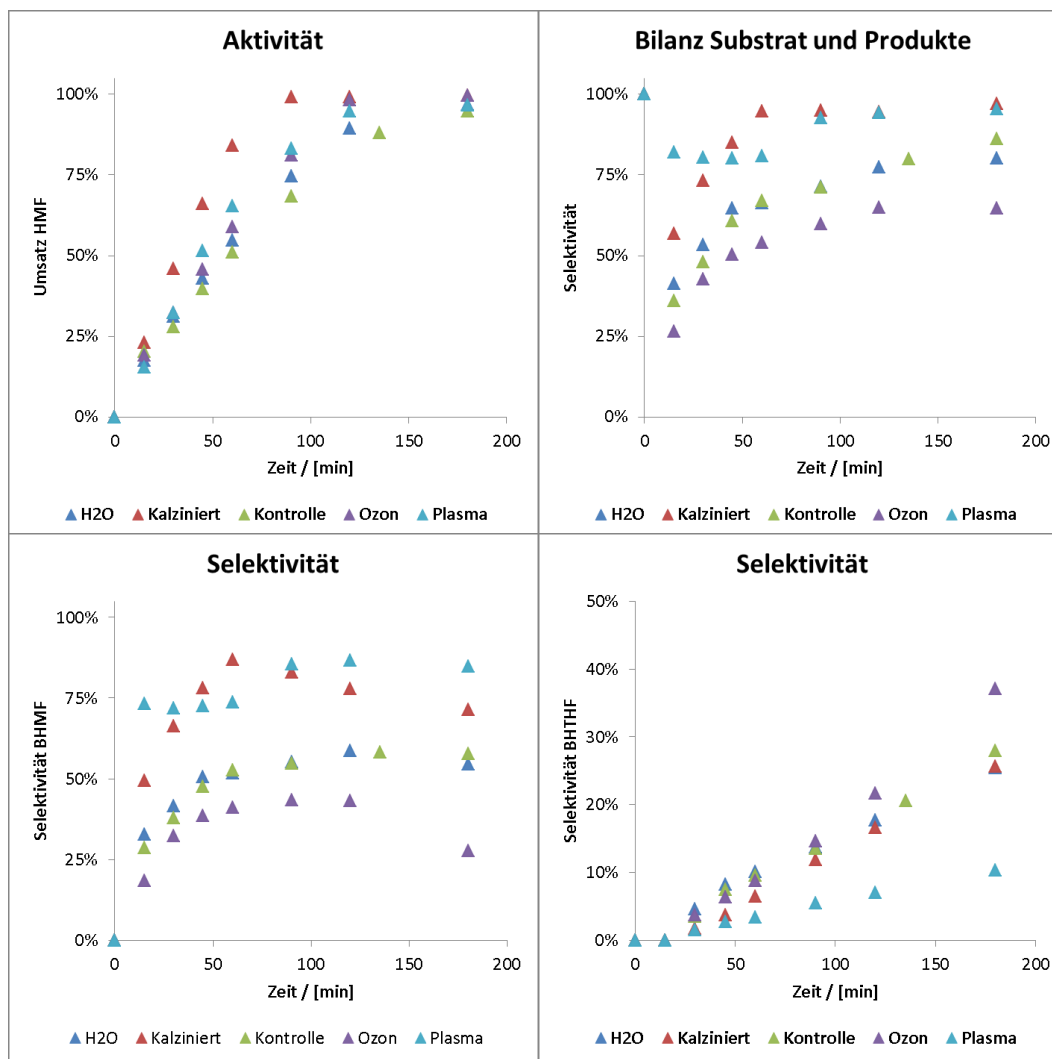 Aktivität
100%
75%
50%
25%
0%
Umsatz HMF
0 50 100 150 200
Zeit / [min]
H2O Kalziniert Kontrolle Ozon Plasma
Bilanz Substrat und Produkte
100%
75%
50%
25%
0%
Selektivität
0 50 100 150 200
Zeit / [min]
H2O Kalziniert Kontrolle Ozon Plasma
Selektivität
100%
75%
50%
25%
0%
Selektivität BHMF
0 50 100 150 200
Zeit / [min]
H2O Kalziniert Kontrolle Ozon Plasma
Selektivität
50%
40%
30%
20%
10%
0%
Selektivität BHTHF
0 50 100 150 200
Zeit / [min]
H2O Kalziniert Kontrolle Ozon Plasma